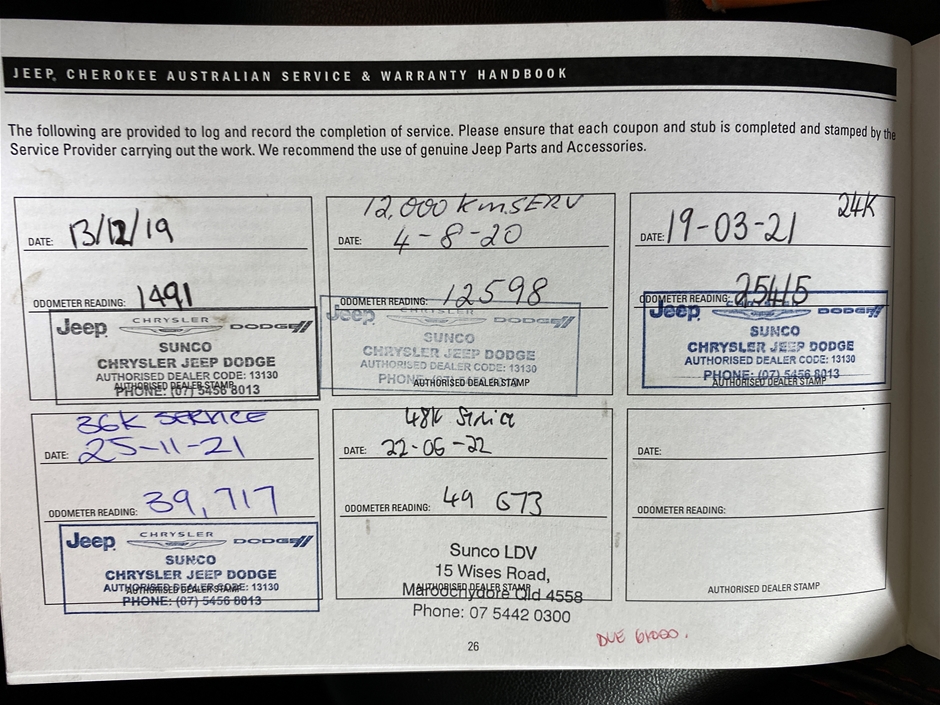 JEEP® CHEROKEE AUSTRALIAN SERVICE & WARRANTY HANDBOOK
The following are provided to log and record the completion of service. Please ensure that each coupon and stub is completed and stamped by the
Service Provider carrying out the work. We recommend the use of genuine Jeep Parts and Accessories.
DATE: 13/12/19
ODOMETER READING: 1491
Jeep CHRYSLER DODGE
SUNCO
CHRYSLER JEEP DODGE
AUTHORISED DEALER CODE: 13130
AUTHORISED DEALER STAMP
PHONE: (07) 5456 8013
12,000 Km SERV
DATE: 4-8-20
ODOMETER READING: 12598
Jeep CHRYSLER DODGE
SUNCO
CHRYSLER JEEP DODGE
AUTHORISED DEALER CODE: 13130
PHON
AUTHORISED DEALER STAMP
24K
DATE: 19-03-21
ODOMETER READING: 25415
Jeep DODGE
SUNCO
CHRYSLER JEEP DODGE
AUTHORISED DEALER CODE: 13130
PHONE: (07) 5456 8013
AUTHORISED DEALER STAMP
36K SERVICE
DATE: 25-11-21
ODOMETER READING: 39,717
Jeep CHRYSLER DODGE
SUNCO
CHRYSLER JEEP DODGE
AUTHORISED DEALER CODE: 13130
AUTHORISED DEALER STAMP
PHONE: (07) 5456 8013
48K Service
DATE: 22-06-22
ODOMETER READING: 49 673
Sunco LDV
15 Wises Road,
AUTHORISED DEALER STAMP
Maroochydore Qld 4558
Phone: 07 5442 0300
DATE:
ODOMETER READING:
AUTHORISED DEALER STAMP
DUE 61000.
26